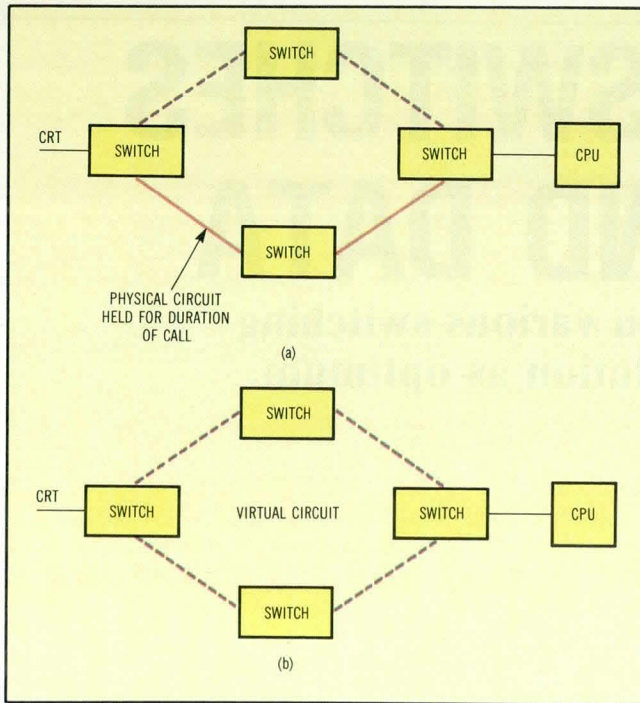 SWITCH
CRT
SWITCH
SWITCH
CPU
SWITCH
PHYSICAL CIRCUIT
HELD FOR DURATION
OF CALL
(a)
SWITCH
CRT
SWITCH
VIRTUAL CIRCUIT
SWITCH
CPU
SWITCH
(b)